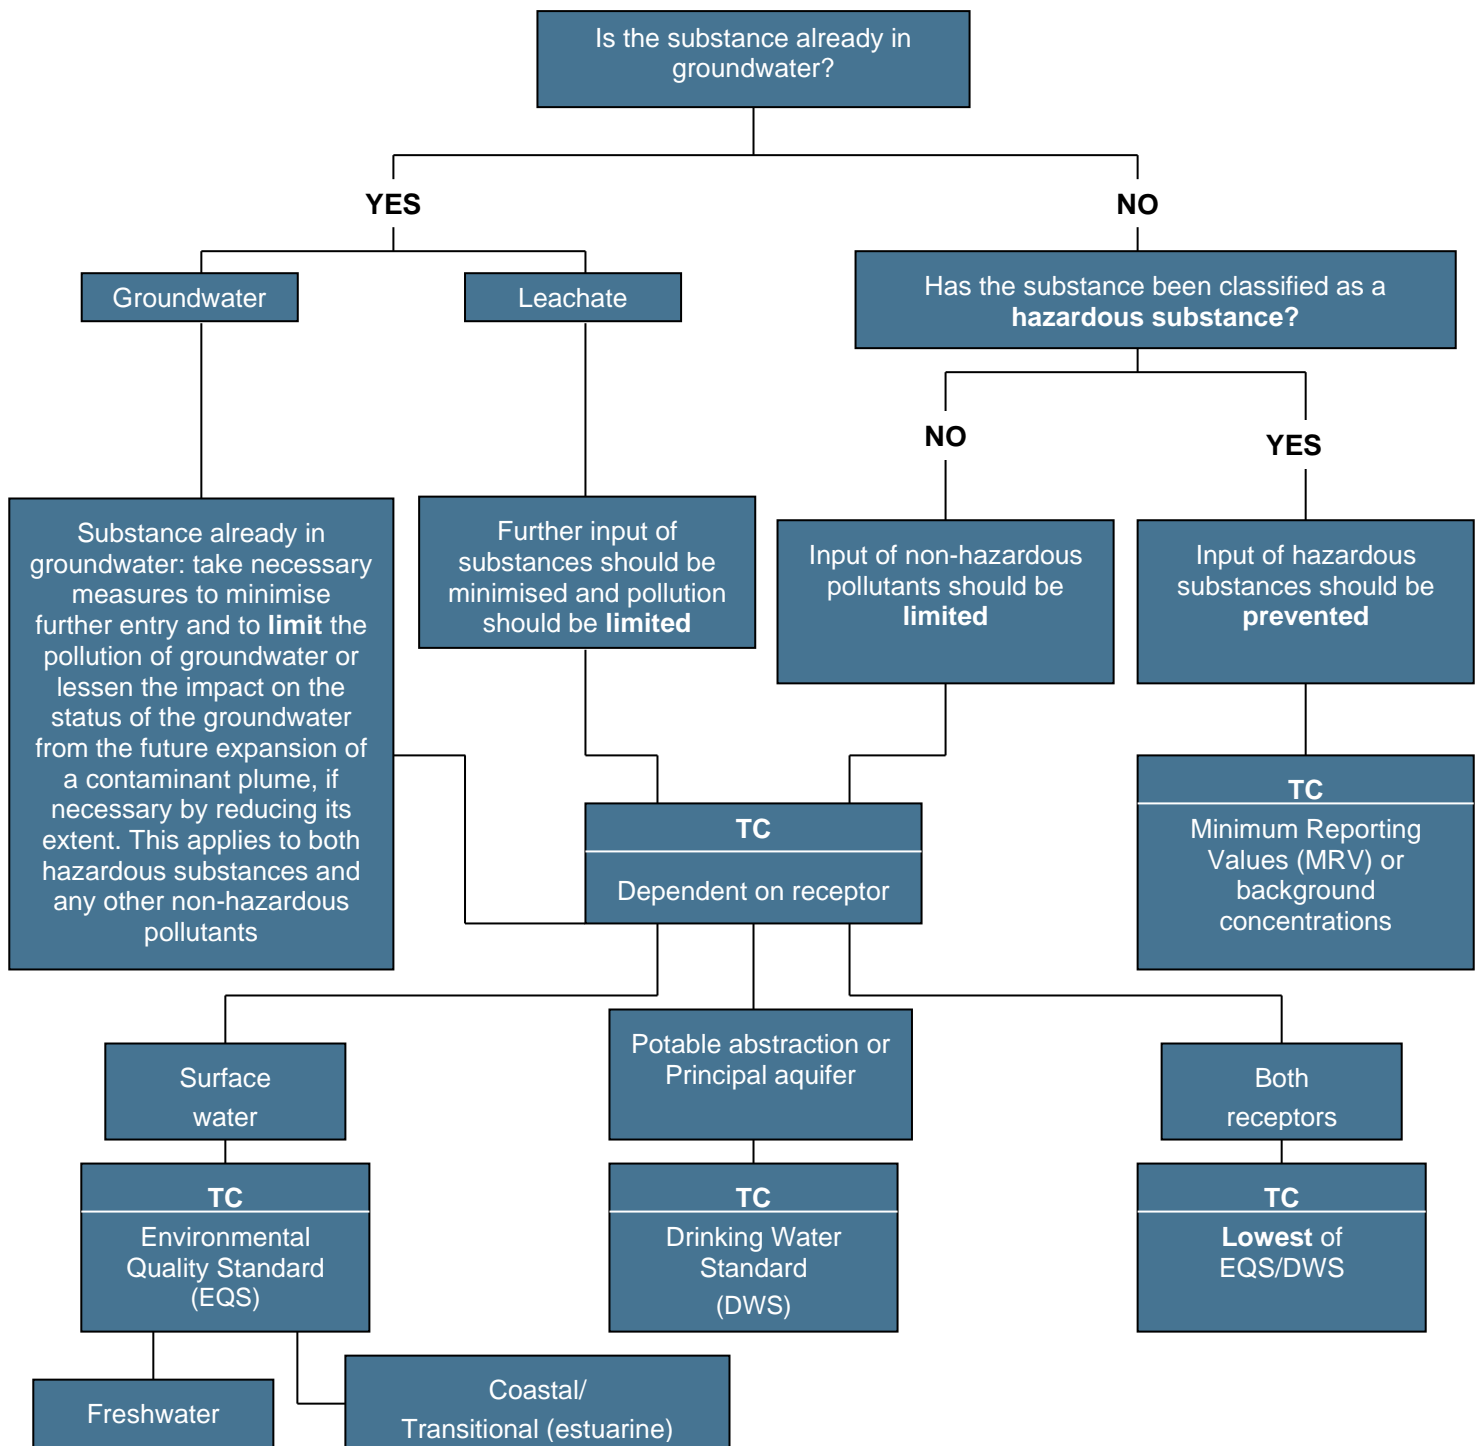 Is the substance already in
groundwater?
YES
NO
Groundwater
Leachate
Has the substance been classified as a
hazardous substance?
NO
YES
Substance already in
groundwater: take necessary
measures to minimise
further entry and to limit the
pollution of groundwater or
lessen the impact on the
status of the groundwater
from the future expansion of
a contaminant plume, if
necessary by reducing its
extent. This applies to both
hazardous substances and
any other non-hazardous
pollutants
Further input of
substances should be
minimised and pollution
should be limited
Input of non-hazardous
pollutants should be
limited
Input of hazardous
substances should be
prevented
TC
Dependent on receptor
TC
Minimum Reporting
Values (MRV) or
background
concentrations
Surface
water
Potable abstraction or
Principal aquifer
Both
receptors
TC
Environmental
Quality Standard
(EQS)
TC
Drinking Water
Standard
(DWS)
TC
Lowest of
EQS/DWS
Freshwater
Coastal/
Transitional (estuarine)